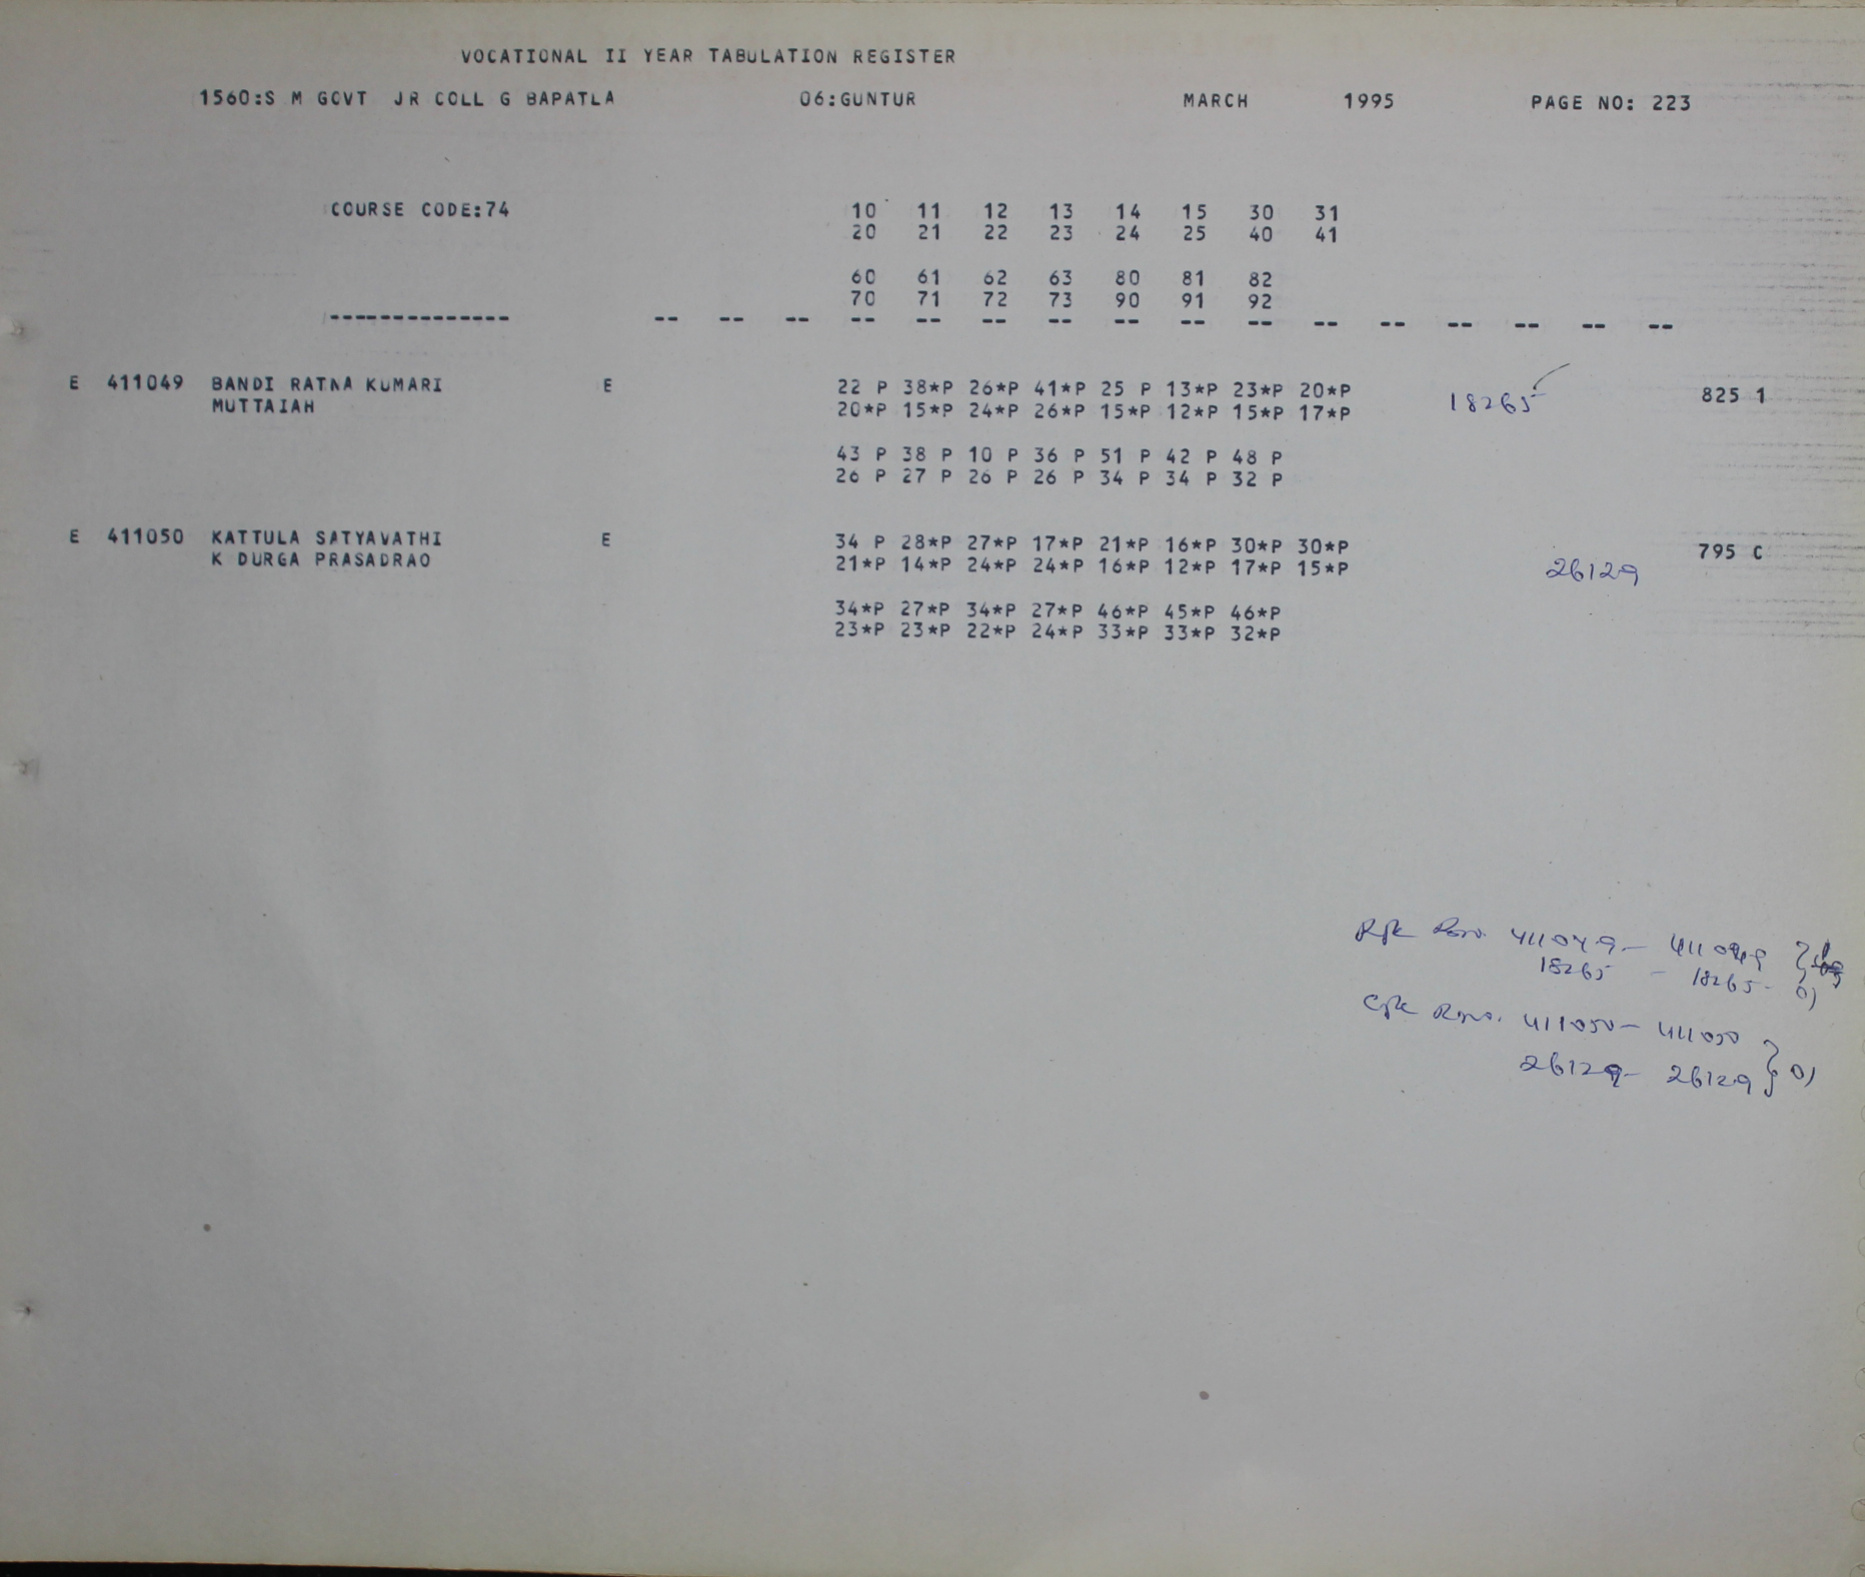 VOCATIONAL II YEAR TABULATION REGISTER
1560:S M GOVT JR COLL G BAPATLA 06:GUNTUR MARCH 1995 PAGE NO: 223
COURSE CODE:74 10 11 12 13 14 15 30 31
20 21 22 23 24 25 40 41
60 61 62 63 80 81 82
70 71 72 73 90 91 92
-------------- -- -- -- -- -- -- -- -- -- -- -- -- -- -- -- --
E 411049 BANDI RATNA KUMARI E 22 P 38*P 26*P 41*P 25 P 13*P 23*P 20*P 18265 825 1
MUTTAIAH 20*P 15*P 24*P 26*P 15*P 12*P 15*P 17*P
43 P 38 P 10 P 36 P 51 P 42 P 48 P
26 P 27 P 26 P 26 P 34 P 34 P 32 P
E 411050 KATTULA SATYAVATHI E 34 P 28*P 27*P 17*P 21*P 16*P 30*P 30*P 795 C
K DURGA PRASADRAO 21*P 14*P 24*P 24*P 16*P 12*P 17*P 15*P 26129
34*P 27*P 34*P 27*P 46*P 45*P 46*P
23*P 23*P 22*P 24*P 33*P 33*P 32*P
411049 - 411049
18265 - 18265 -
411050 - 411050
26129 - 26129